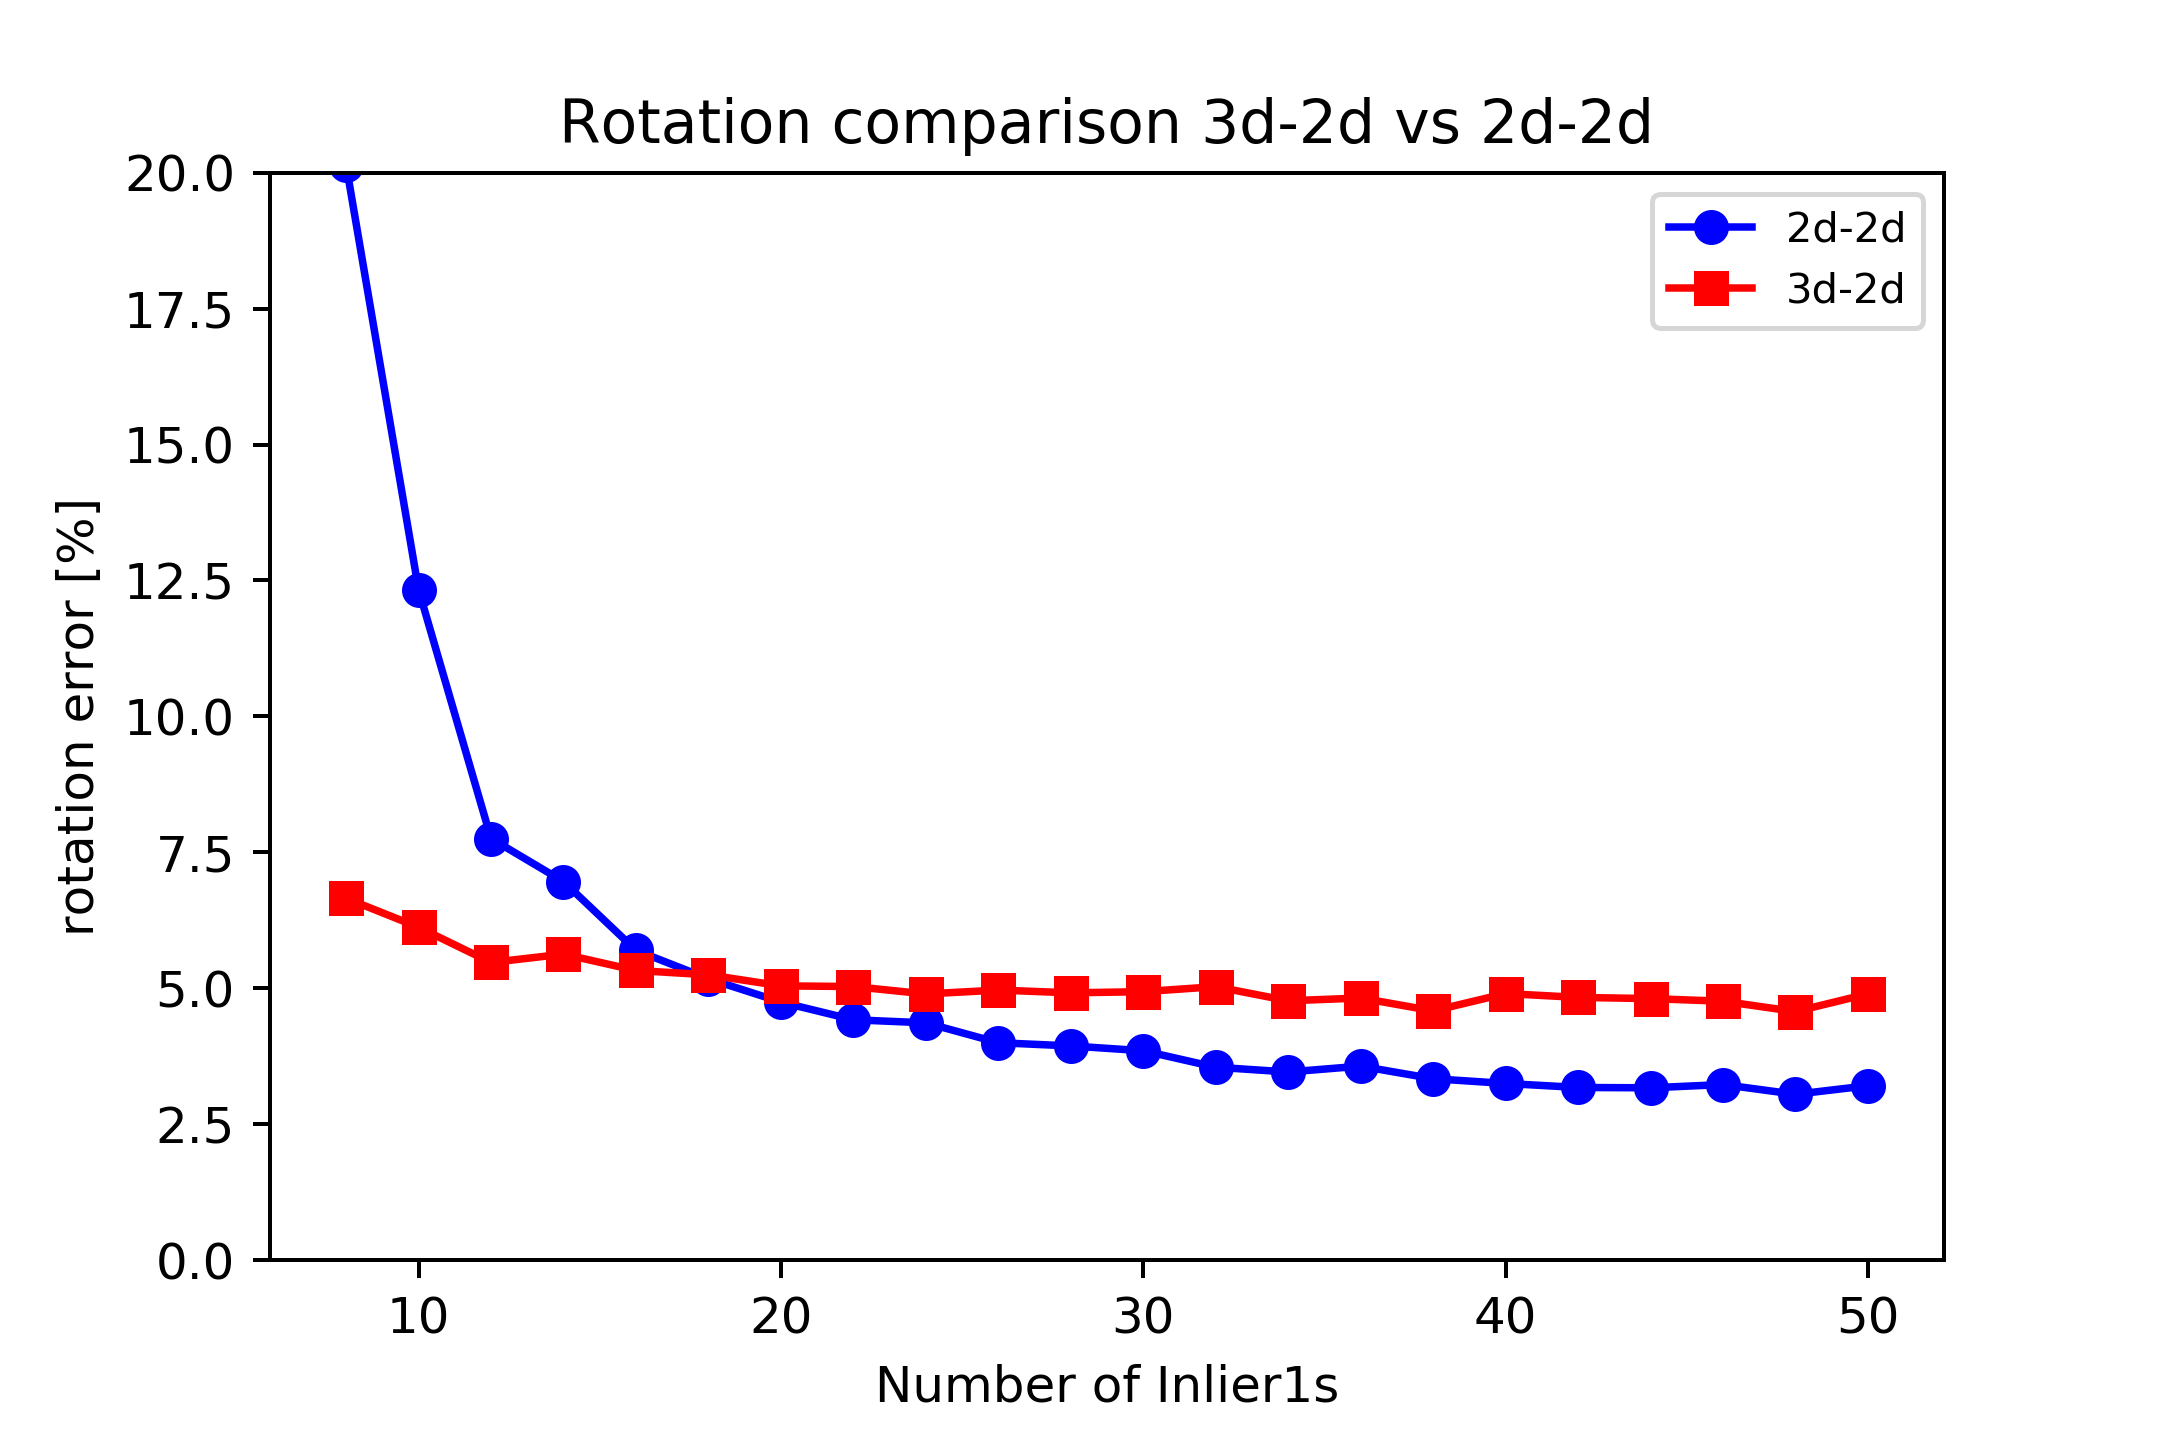 Rotation comparison 3d-2d vs 2d-2d
20.0
17.5
15.0
12.5
10.0
7.5
5.0
2.5
0.0
rotation error [%]
2d-2d
3d-2d
10 20 30 40 50
Number of Inlier1s